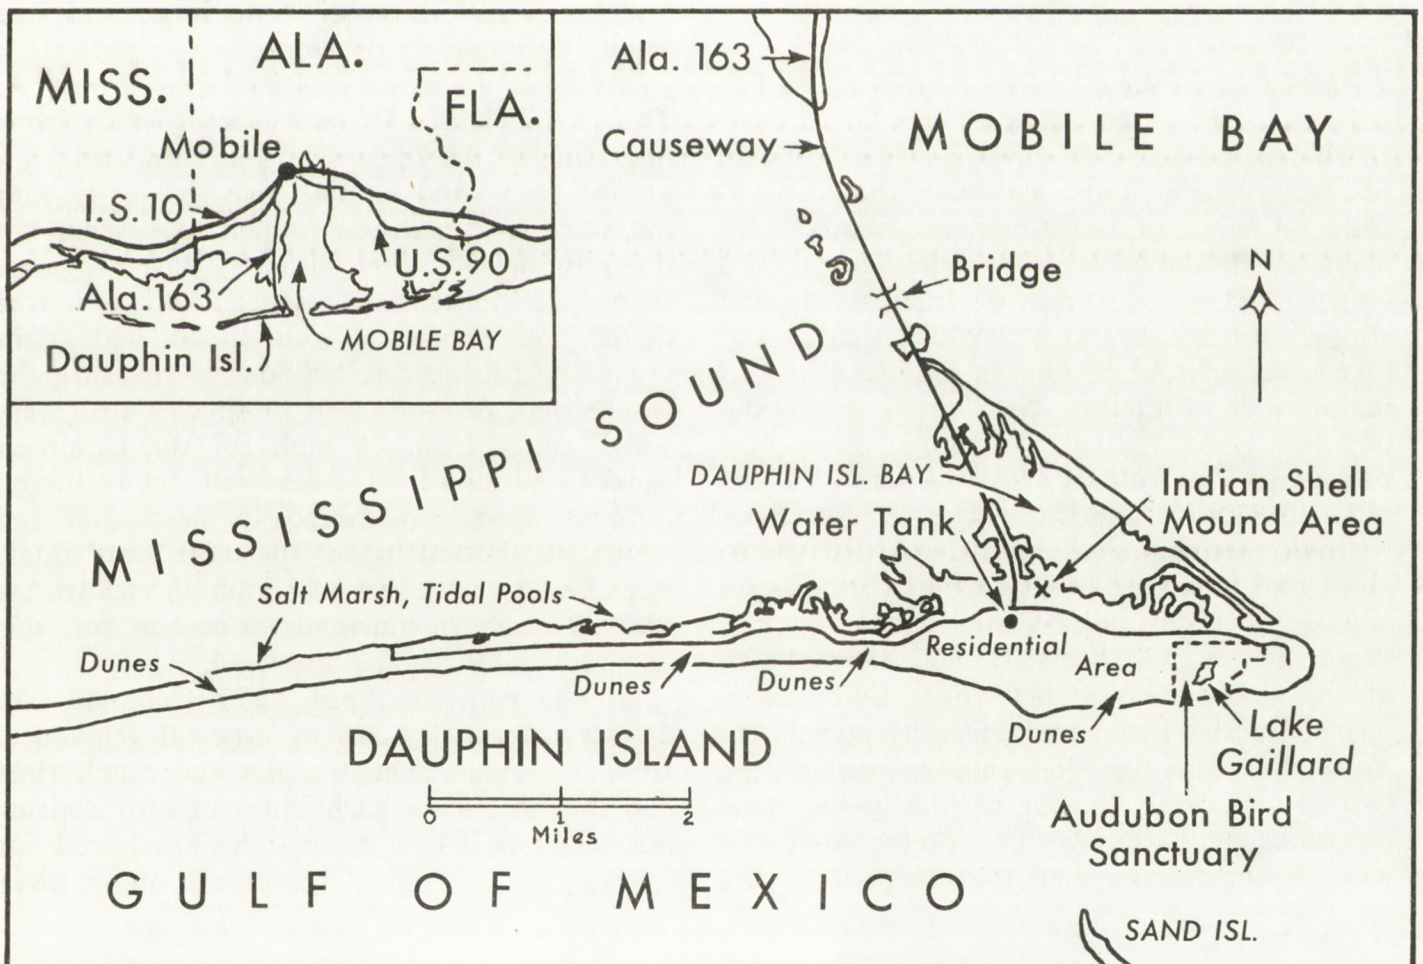 MISS.
ALA.
FLA.
Mobile
I.S. 10
U.S. 90
Ala. 163
Dauphin Isl.
MOBILE BAY
Ala. 163
Causeway
MOBILE BAY
Bridge
N
MISSISSIPPI SOUND
DAUPHIN ISL. BAY
Indian Shell
Mound Area
Water Tank
Salt Marsh, Tidal Pools
Dunes
Dunes
Dunes
Residential
Area
Dunes
Lake
Gaillard
DAUPHIN ISLAND
0 1 2
Miles
Audubon Bird
Sanctuary
GULF OF MEXICO
SAND ISL.